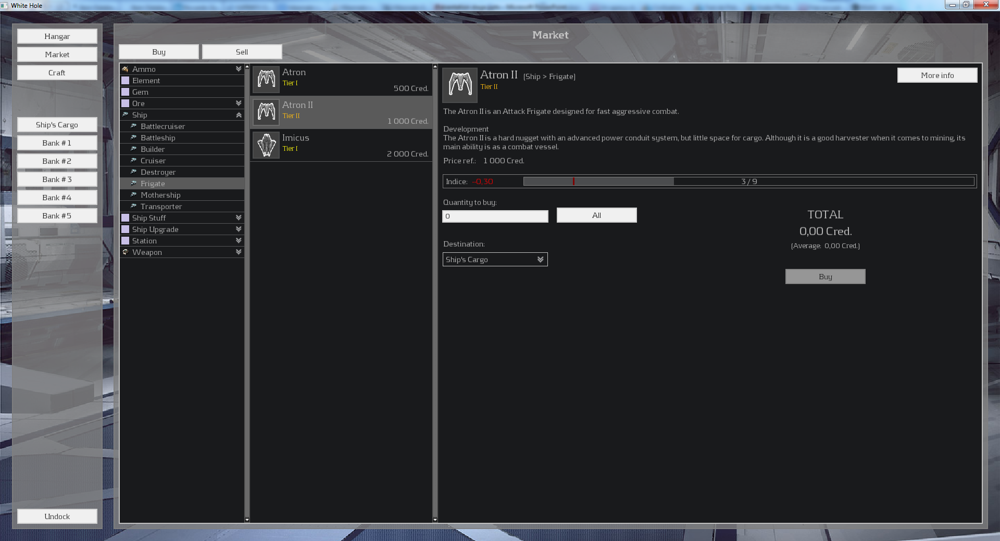 White Hole
Hangar
Market
Craft
Ship's Cargo
Bank #1
Bank #2
Bank #3
Bank #4
Bank #5
Undock
Market
Buy
Sell
Ammo
Element
Gem
Ore
Ship
Battlecruiser
Battleship
Builder
Cruiser
Destroyer
Frigate
Mothership
Transporter
Ship Stuff
Ship Upgrade
Station
Weapon
Atron
Tier I
500 Cred.
Atron II
Tier II
1 000 Cred.
Imicus
Tier I
2 000 Cred.
Atron II [Ship > Frigate]
Tier II
More info
The Atron II is an Attack Frigate designed for fast aggressive combat.
Development
The Atron II is a hard nugget with an advanced power conduit system, but little space for cargo. Although it is a good harvester when it comes to mining, its
main ability is as a combat vessel.
Price ref.: 1 000 Cred.
Indice: --0,30 3 / 9
Quantity to buy:
0
All
Destination:
Ship's Cargo
TOTAL
0,00 Cred.
[Average: 0,00 Cred.]
Buy